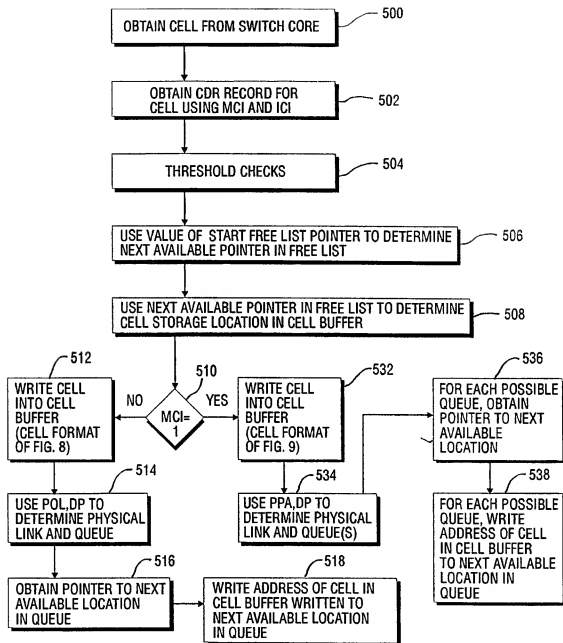 OBTAIN CELL FROM SWITCH CORE
500
OBTAIN CDR RECORD FOR
CELL USING MCI AND ICI
502
THRESHOLD CHECKS
504
USE VALUE OF START FREE LIST POINTER TO DETERMINE
NEXT AVAILABLE POINTER IN FREE LIST
506
USE NEXT AVAILABLE POINTER IN FREE LIST TO DETERMINE
CELL STORAGE LOCATION IN CELL BUFFER
508
512
WRITE CELL
INTO CELL
BUFFER
(CELL FORMAT
OF FIG. 8)
NO
510
MCI=
1
YES
532
WRITE CELL
INTO CELL
BUFFER
(CELL FORMAT
OF FIG. 9)
536
FOR EACH POSSIBLE
QUEUE, OBTAIN
POINTER TO NEXT
AVAILABLE
LOCATION
514
USE POL,DP TO
DETERMINE PHYSICAL
LINK AND QUEUE
534
USE PPA,DP TO
DETERMINE PHYSICAL
LINK AND QUEUE(S)
538
FOR EACH POSSIBLE
QUEUE, WRITE
ADDRESS OF CELL
IN CELL BUFFER
TO NEXT AVAILABLE
LOCATION IN
QUEUE
516
OBTAIN POINTER TO NEXT
AVAILABLE LOCATION
IN QUEUE
518
WRITE ADDRESS OF CELL IN
CELL BUFFER WRITTEN TO
NEXT AVAILABLE LOCATION
IN QUEUE